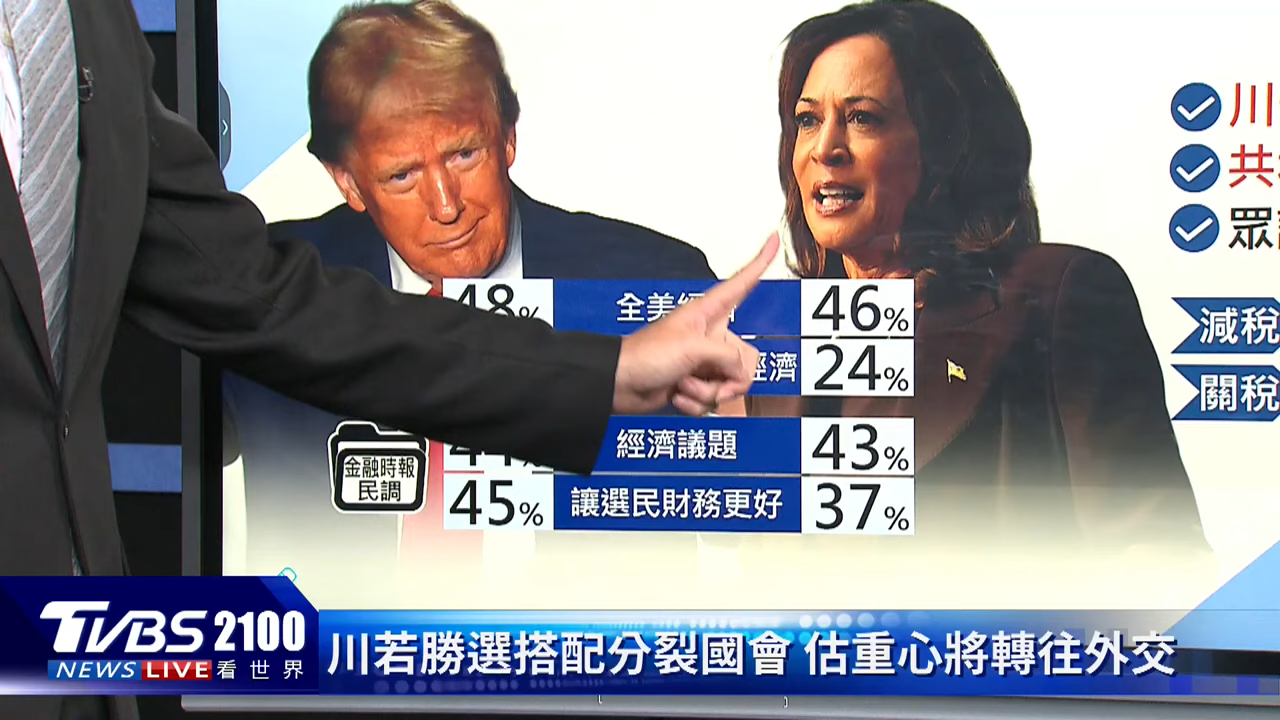 川
共
眾
48% 全美經 46%
經濟 24%
減稅
關稅
金融時報
民調
44% 經濟議題 43%
45% 讓選民財務更好 37%
TVBS 2100
NEWS LIVE 看世界
川若勝選搭配分裂國會 估重心將轉往外交